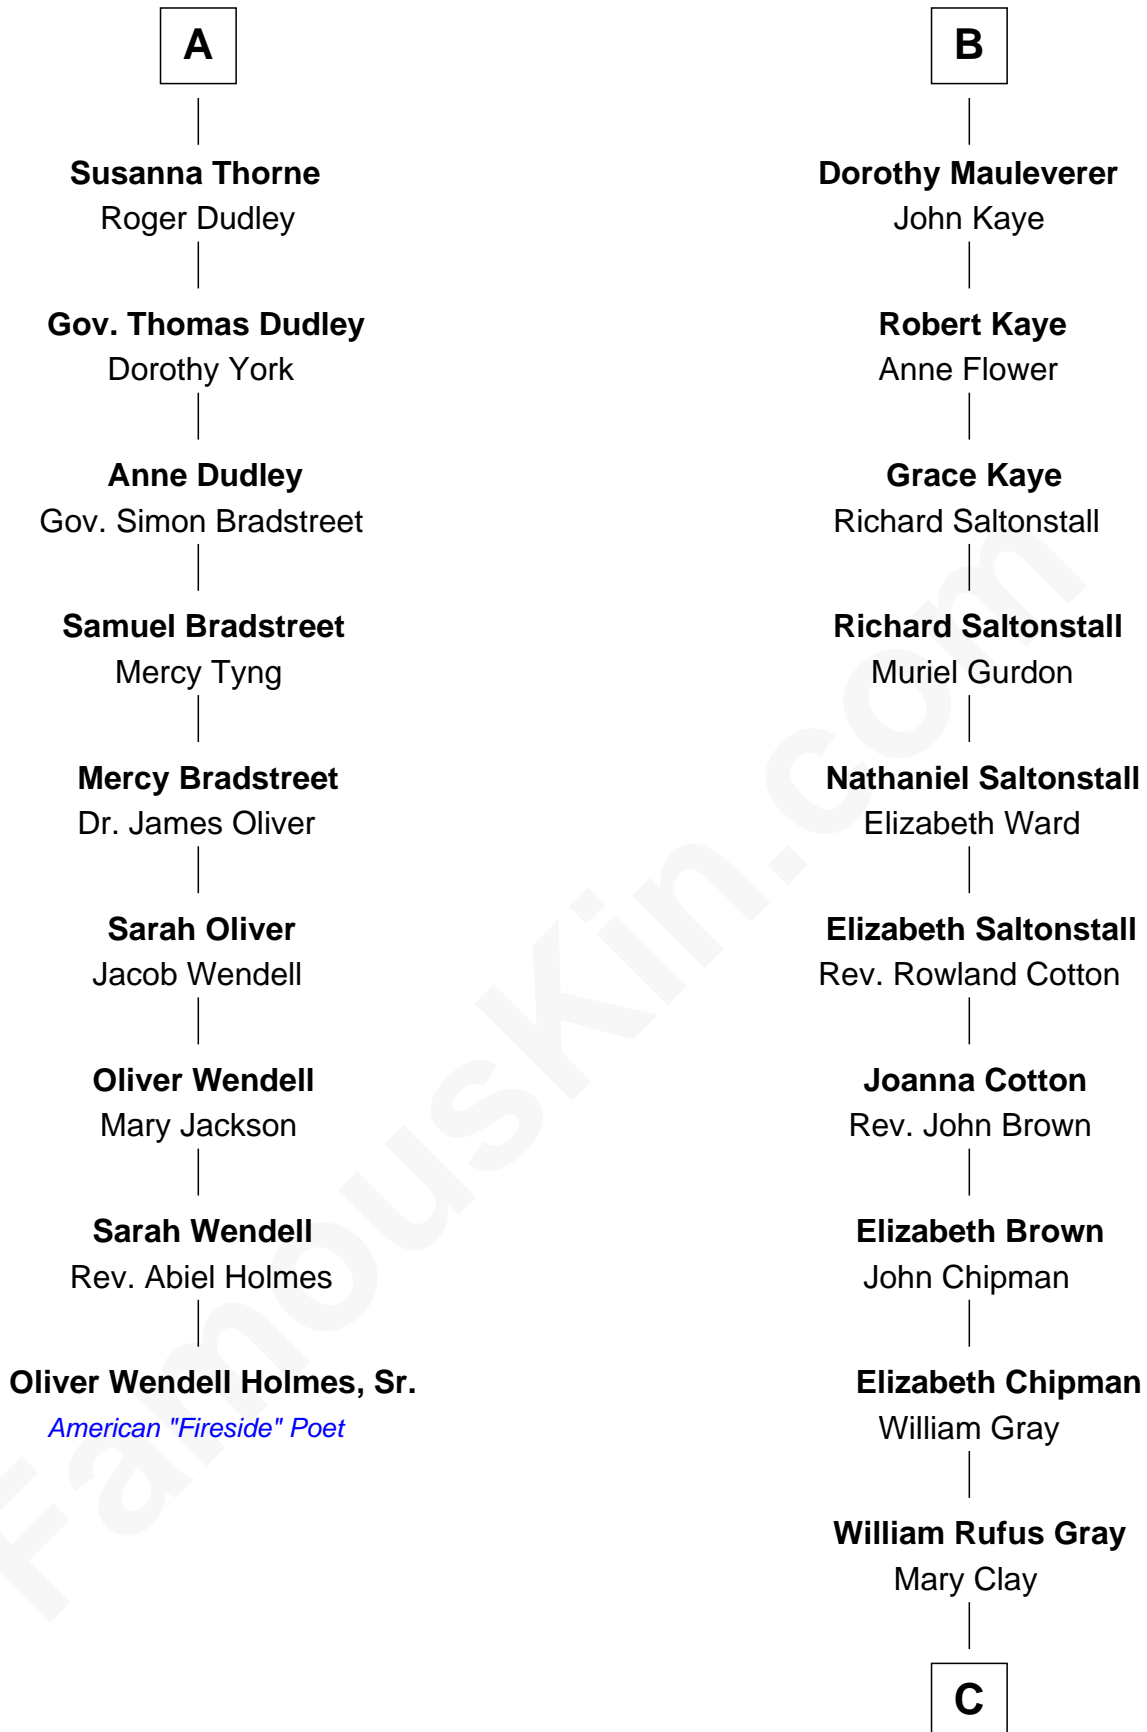 A
Susanna Thorne
Roger Dudley
Gov. Thomas Dudley
Dorothy York
Anne Dudley
Gov. Simon Bradstreet
Samuel Bradstreet
Mercy Tyng
Mercy Bradstreet
Dr. James Oliver
Sarah Oliver
Jacob Wendell
Oliver Wendell
Mary Jackson
Sarah Wendell
Rev. Abiel Holmes
Oliver Wendell Holmes, Sr.
American "Fireside" Poet
B
Dorothy Mauleverer
John Kaye
Robert Kaye
Anne Flower
Grace Kaye
Richard Saltonstall
Richard Saltonstall
Muriel Gurdon
Nathaniel Saltonstall
Elizabeth Ward
Elizabeth Saltonstall
Rev. Rowland Cotton
Joanna Cotton
Rev. John Brown
Elizabeth Brown
John Chipman
Elizabeth Chipman
William Gray
William Rufus Gray
Mary Clay
C
FamousKin.com